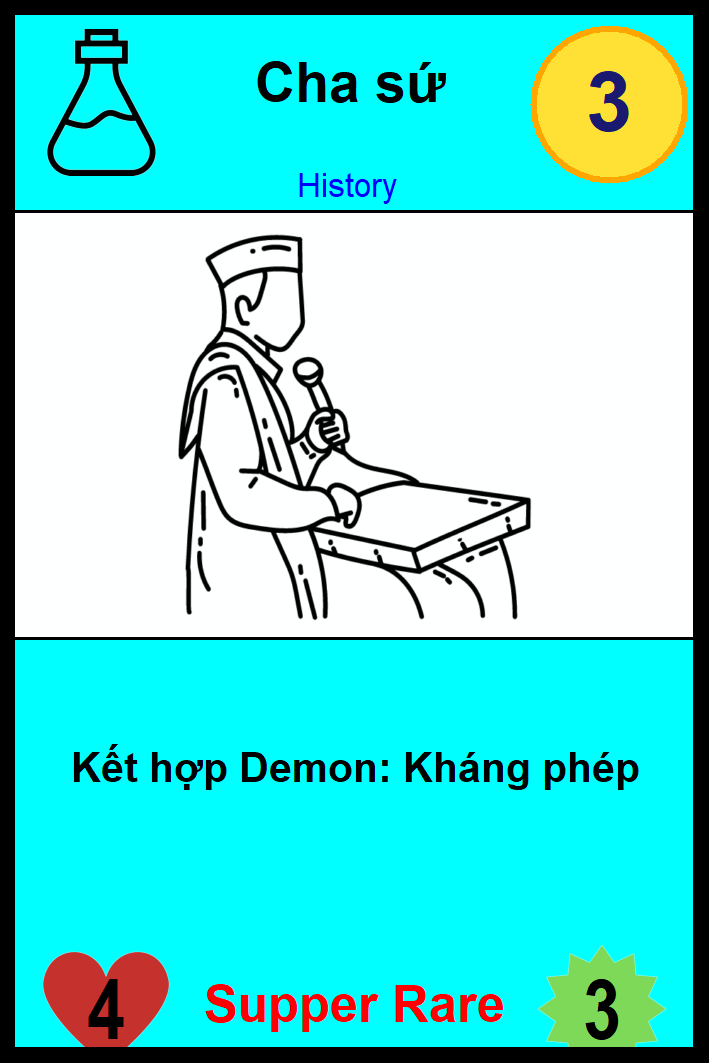 Cha sứ
3
History
Kết hợp Demon: Kháng phép
4
Supper Rare
3